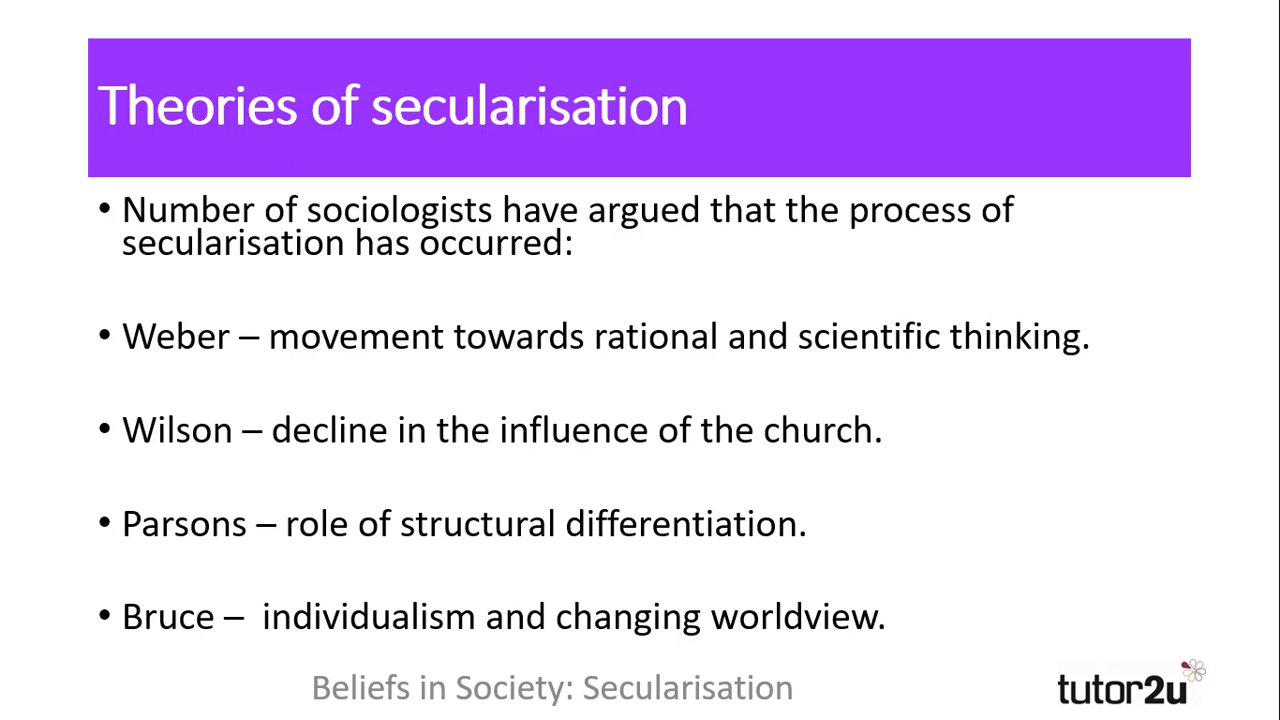 Theories of secularisation
• Number of sociologists have argued that the process of
secularisation has occurred:
• Weber – movement towards rational and scientific thinking.
• Wilson – decline in the influence of the church.
• Parsons – role of structural differentiation.
• Bruce –  individualism and changing worldview.
Beliefs in Society: Secularisation
tutor2u